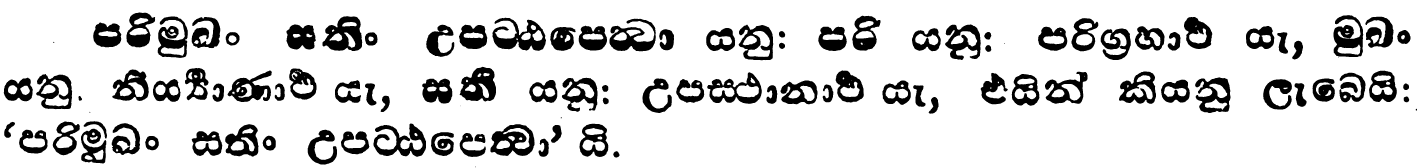 පරිමුඛං සතිං උපට්ඨපෙත්‍වා යනු: පරි යනු: පරිග්‍රහාර්‍ථ යැ, මුඛං
යනු. නිර්‍ය්‍යාණාර්‍ථ යැ, සති යනු: උපස්ථානාර්‍ථ යැ, එයින් කියනු ලැබෙයි:
‘පරිමුඛං සතිං උපට්ඨපෙත්‍වා’ යි.